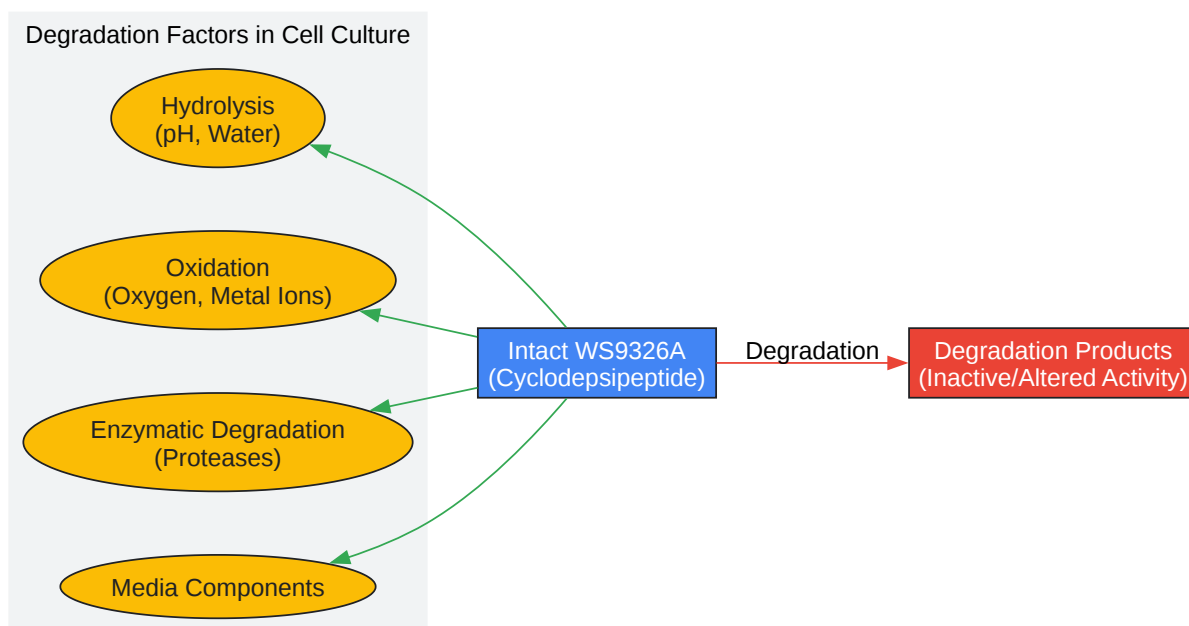 Degradation Factors in Cell Culture
Hydrolysis
(pH, Water)
Oxidation
(Oxygen, Metal Ions)
Enzymatic Degradation
(Proteases)
Media Components
Intact WS9326A
(Cyclodepsipeptide)
Degradation
Degradation Products
(Inactive/Altered Activity)